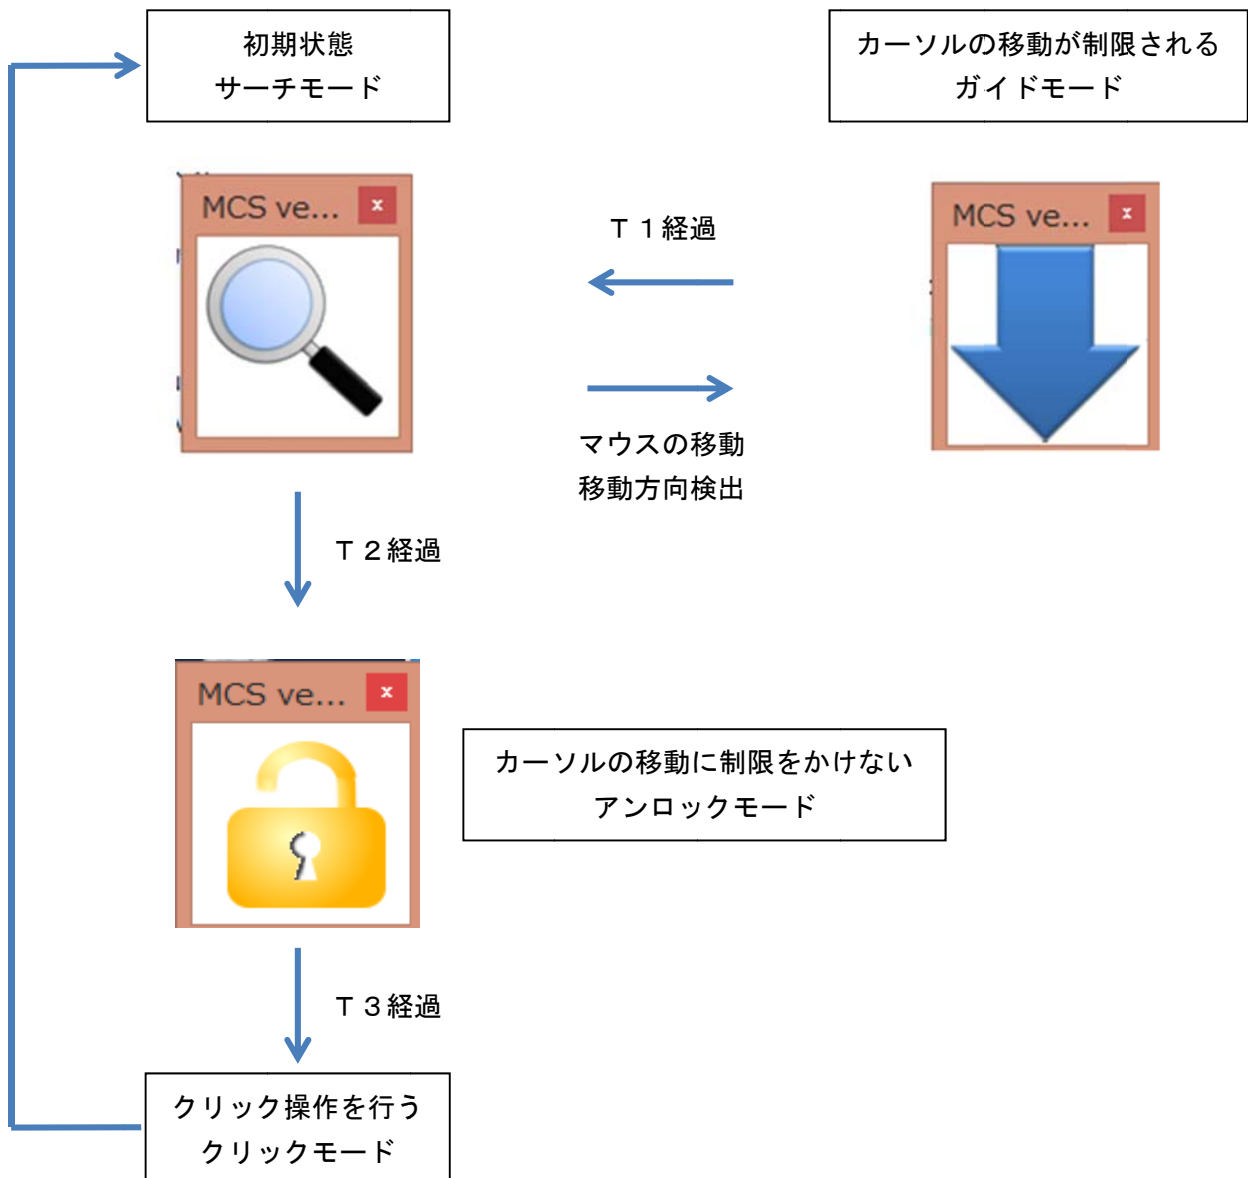 初期状態
サーチモード
カーソルの移動が制限される
ガイドモード
MCS ve...
x
Ｔ１経過
MCS ve...
x
マウスの移動
移動方向検出
Ｔ２経過
MCS ve...
x
カーソルの移動に制限をかけない
アンロックモード
Ｔ３経過
クリック操作を行う
クリックモード